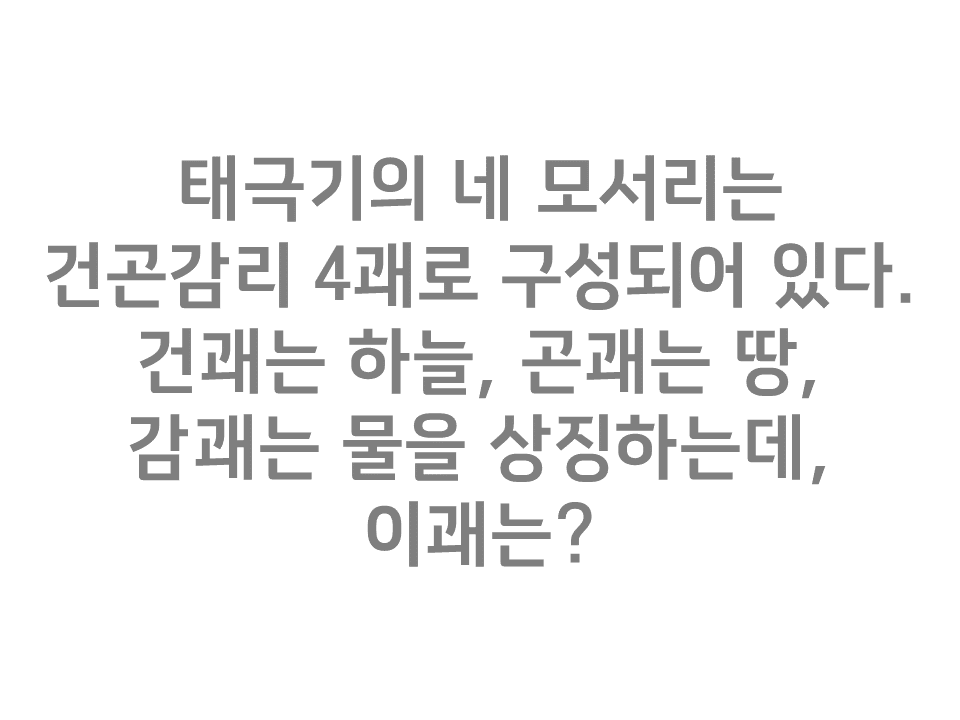 태극기의 네 모서리는
건곤감리 4괘로 구성되어 있다.
건괘는 하늘, 곤괘는 땅,
감괘는 물을 상징하는데,
이괘는?